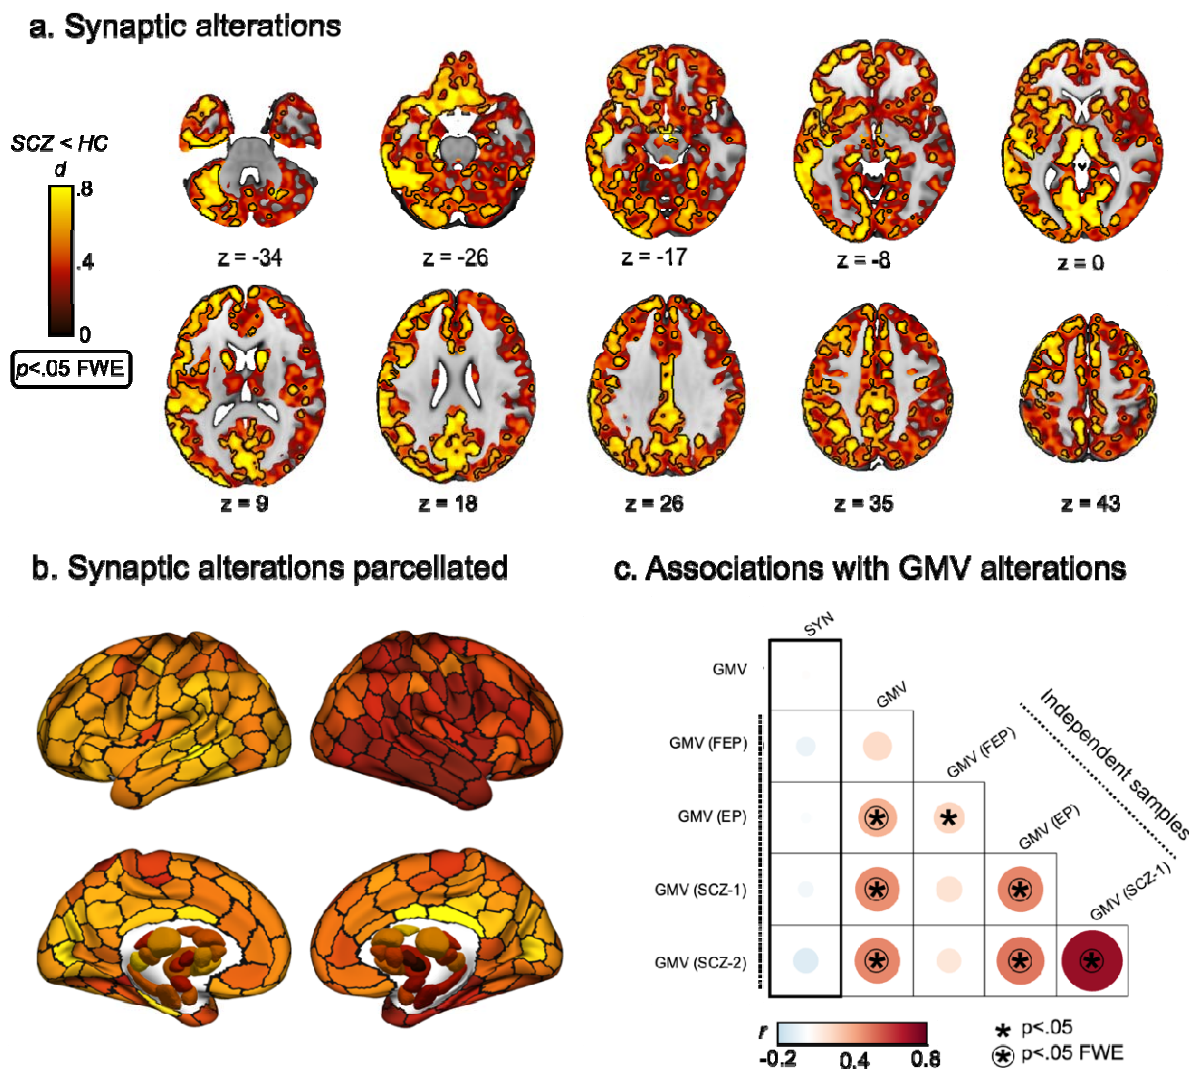 a. Synaptic alterations
SCZ < HC
d
.8
.4
0
p<.05 FWE
z = -34
z = -26
z = -17
z = -8
z = 0
z = 9
z = 18
z = 26
z = 35
z = 43
b. Synaptic alterations parcellated
c. Associations with GMV alterations
SYN
GMV
GMV
GMV (FEP)
GMV (FEP)
GMV (EP)
GMV (EP)
GMV (SCZ-1)
GMV (SCZ-1)
GMV (SCZ-2)
Independent samples
r
-0.2
0.4
0.8
* p<.05
* p<.05 FWE